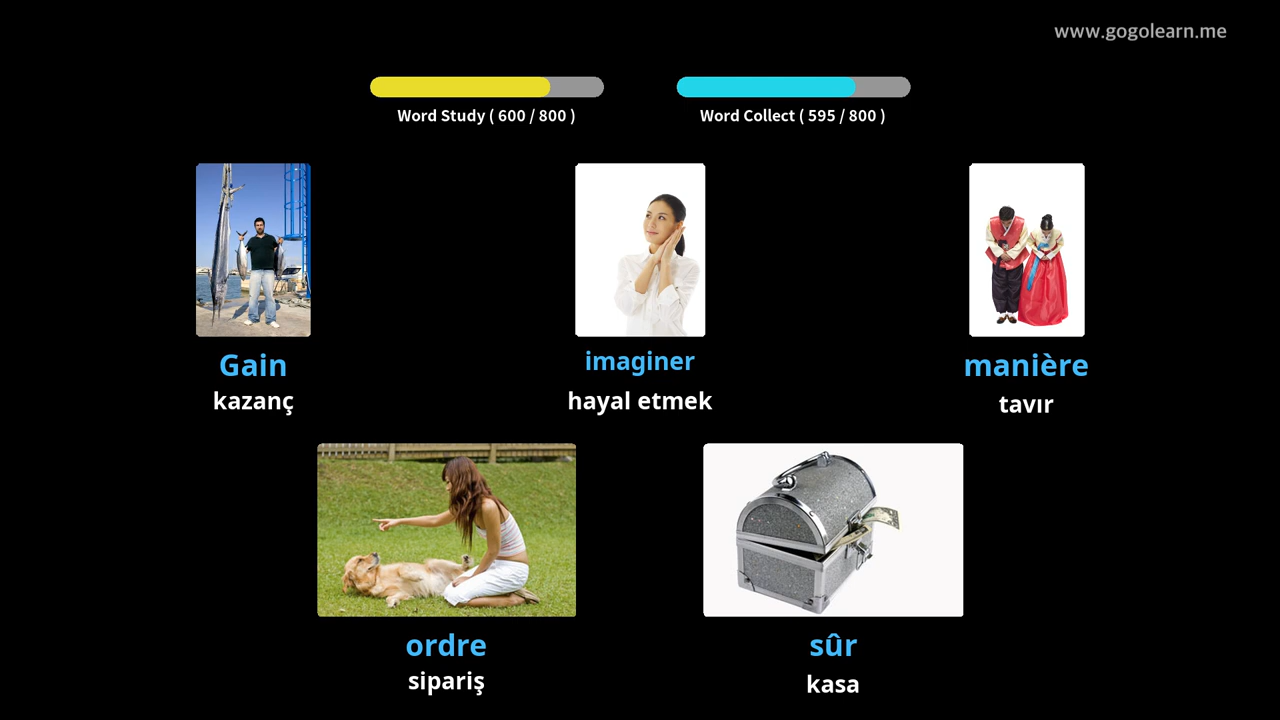 www.gogolearn.me
Word Study ( 600 / 800 )
Word Collect ( 595 / 800 )
Gain
kazanç
imaginer
hayal etmek
manière
tavır
ordre
sipariş
sûr
kasa